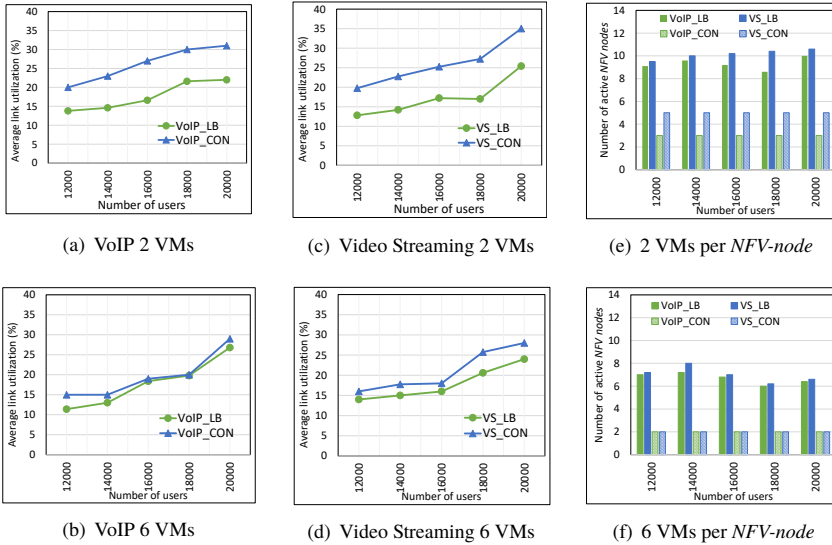 40
35
30
25
20
15
10
5
0
Average link utilization (%)
VoIP_LB
VoIP_CON
12000
14000
16000
18000
20000
Number of users
(a) VoIP 2 VMs
40
35
30
25
20
15
10
5
0
Average link utilization (%)
VS_LB
VS_CON
12000
14000
16000
18000
20000
Number of users
(c) Video Streaming 2 VMs
VoIP_LB VS_LB
VoIP_CON VS_CON
14
12
10
8
6
4
2
0
Number of active NFV nodes
12000
14000
16000
18000
20000
(e) 2 VMs per NFV-node
40
35
30
25
20
15
10
5
0
Average link utilization (%)
VoIP_LB
VoIP_CON
12000
14000
16000
18000
20000
Number of users
(b) VoIP 6 VMs
40
35
30
25
20
15
10
5
0
Average link utilization (%)
VS_LB
VS_CON
12000
14000
16000
18000
20000
Number of users
(d) Video Streaming 6 VMs
VoIP_LB VS_LB
VoIP_CON VS_CON
14
12
10
8
6
4
2
0
Number of active NFV nodes
12000
14000
16000
18000
20000
(f) 6 VMs per NFV-node